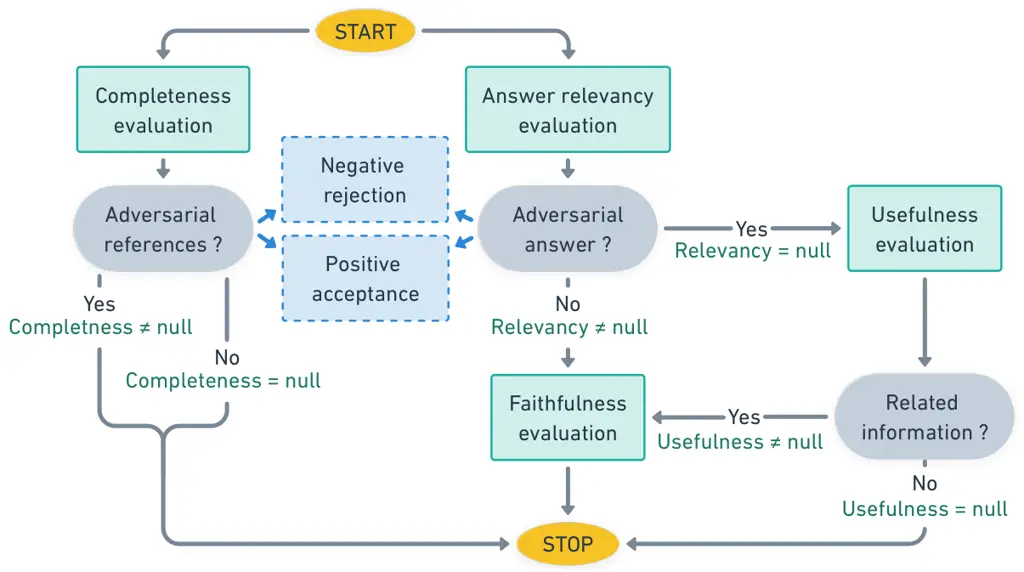 START
Completeness
evaluation
Answer relevancy
evaluation
Negative
rejection
Adversarial
references ?
Adversarial
answer ?
Yes
Relevancy = null
Usefulness
evaluation
Positive
acceptance
Yes
Completness ≠ null
No
Relevancy ≠ null
No
Completeness = null
Faithfulness
evaluation
Yes
Usefulness ≠ null
Related
information ?
No
Usefulness = null
STOP